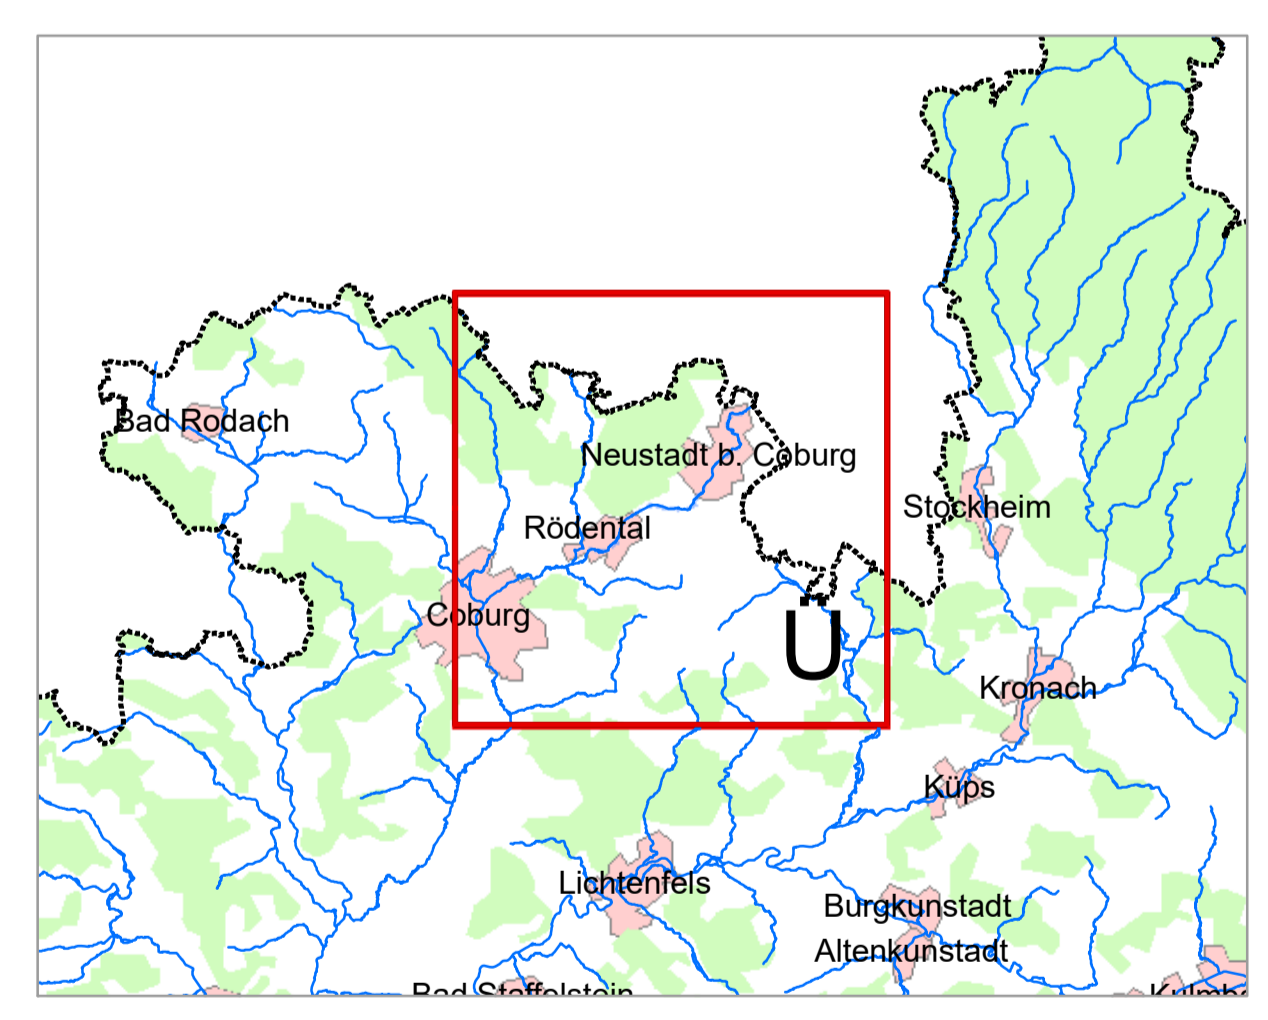 Bad Rodach
Neustadt b. Coburg
Stockheim
Rödental
Coburg
Ü
Kronach
Küps
Lichtenfels
Burgkunstadt
Altenkunstadt
Bad Staffelstein